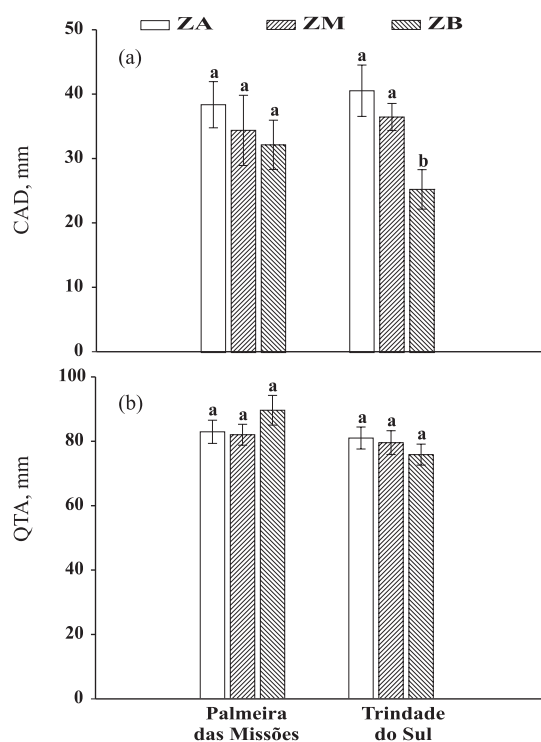 ZA ZM ZB
(a)
50
40
30
20
10
0
CAD, mm
a a a a a b
(b)
100
80
60
40
20
0
QTA, mm
a a a a a a
Palmeira
das Missões
Trindade
do Sul